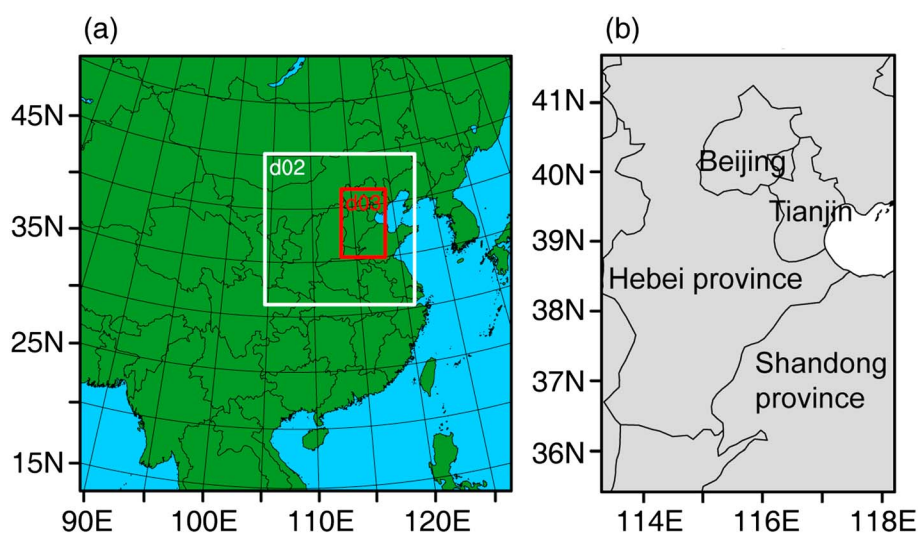 (a)
(b)
45N
35N
25N
15N
90E
100E
110E
120E
d02
d03
41N
40N
39N
38N
37N
36N
114E
116E
118E
Beijing
Tianjin
Hebei province
Shandong
province